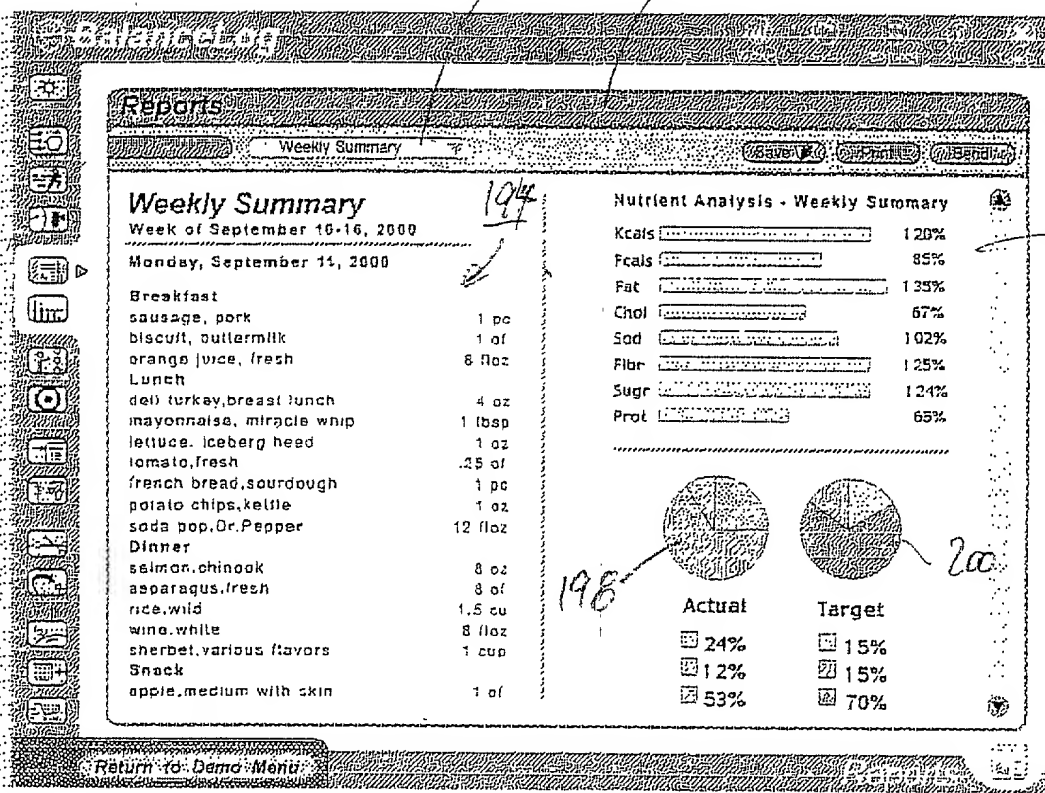 BalanceLog
Reports
Weekly Summary
Save
Print
Send
Weekly Summary
194
Week of September 10-16, 2000
Monday, September 11, 2000
Breakfast
sausage, pork 1 pc
biscuit, buttermilk 1 of
orange juice, fresh 8 floz
Lunch
deli turkey,breast lunch 4 oz
mayonnaise, miracle whip 1 tbsp
lettuce, iceberg head 1 oz
tomato,fresh .25 of
french bread,sourdough 1 pc
potato chips,kettle 1 oz
soda pop,Dr.Pepper 12 floz
Dinner
salmon,chinook 8 oz
asparagus,fresh 8 of
rice,wild 1.5 cu
wine,white 8 floz
sherbet,various flavors 1 cup
Snack
apple,medium with skin 1 of
Nutrient Analysis - Weekly Summary
Kcals 120%
Fcals 85%
Fat 135%
Chol 67%
Sod 102%
Fibr 125%
Sugr 124%
Prot 65%
198
200
Actual Target
24% 15%
12% 15%
53% 70%
Return to Demo Menu
Reports